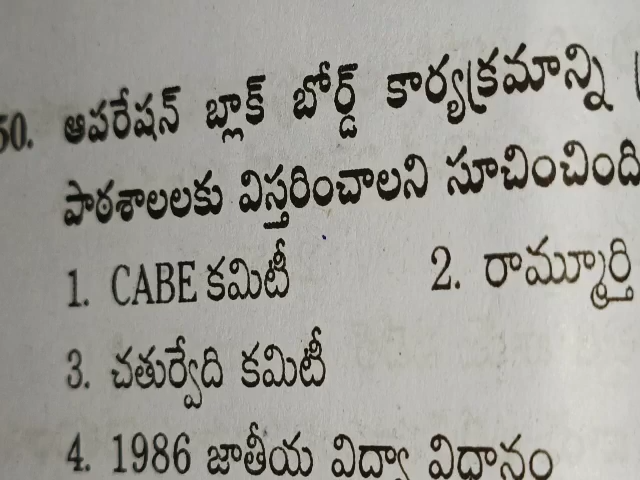 50. ఆపరేషన్ బ్లాక్ బోర్డ్ కార్యక్రమాన్ని (
పాఠశాలలకు విస్తరించాలని సూచించింది
1. CABE కమిటీ 2. రామ్మూర్తి
3. చతుర్వేది కమిటీ
4. 1986 జాతీయ విద్యా విధానం